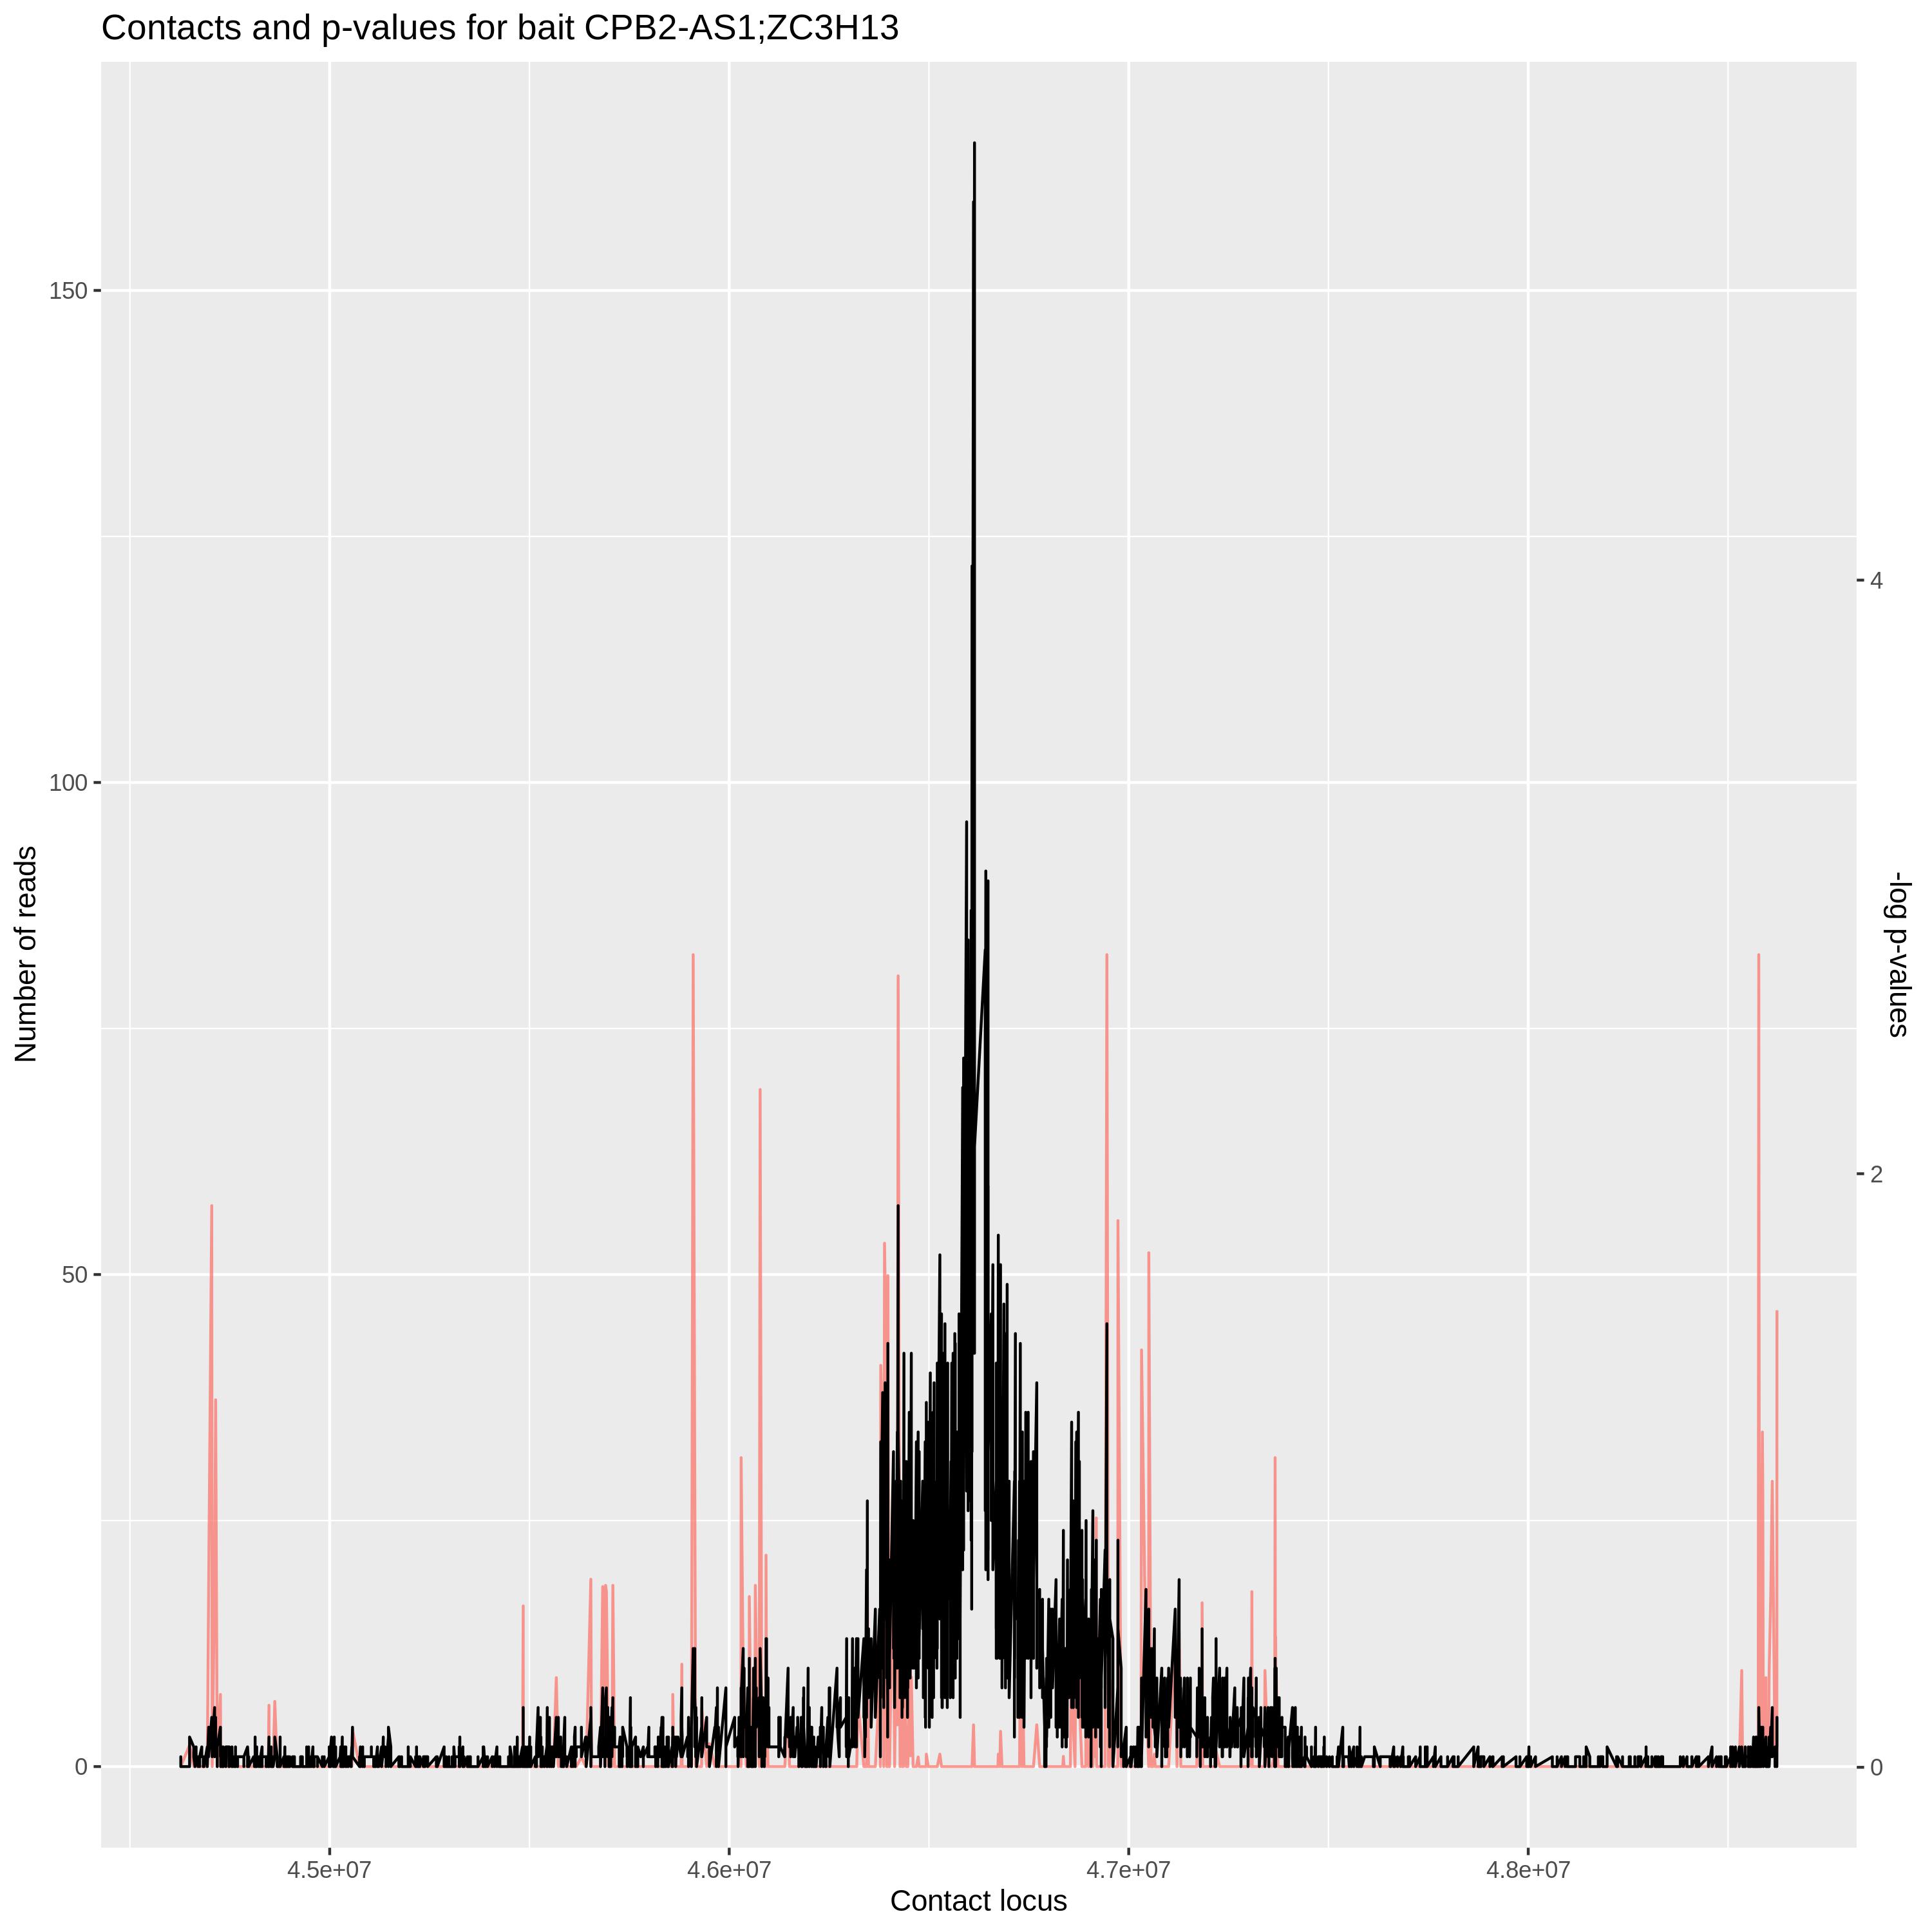 Contacts and p-values for bait CPB2-AS1;ZC3H13
150
100
50
0
Number of reads
4
2
0
-log p-values
4.5e+07
4.6e+07
4.7e+07
4.8e+07
Contact locus